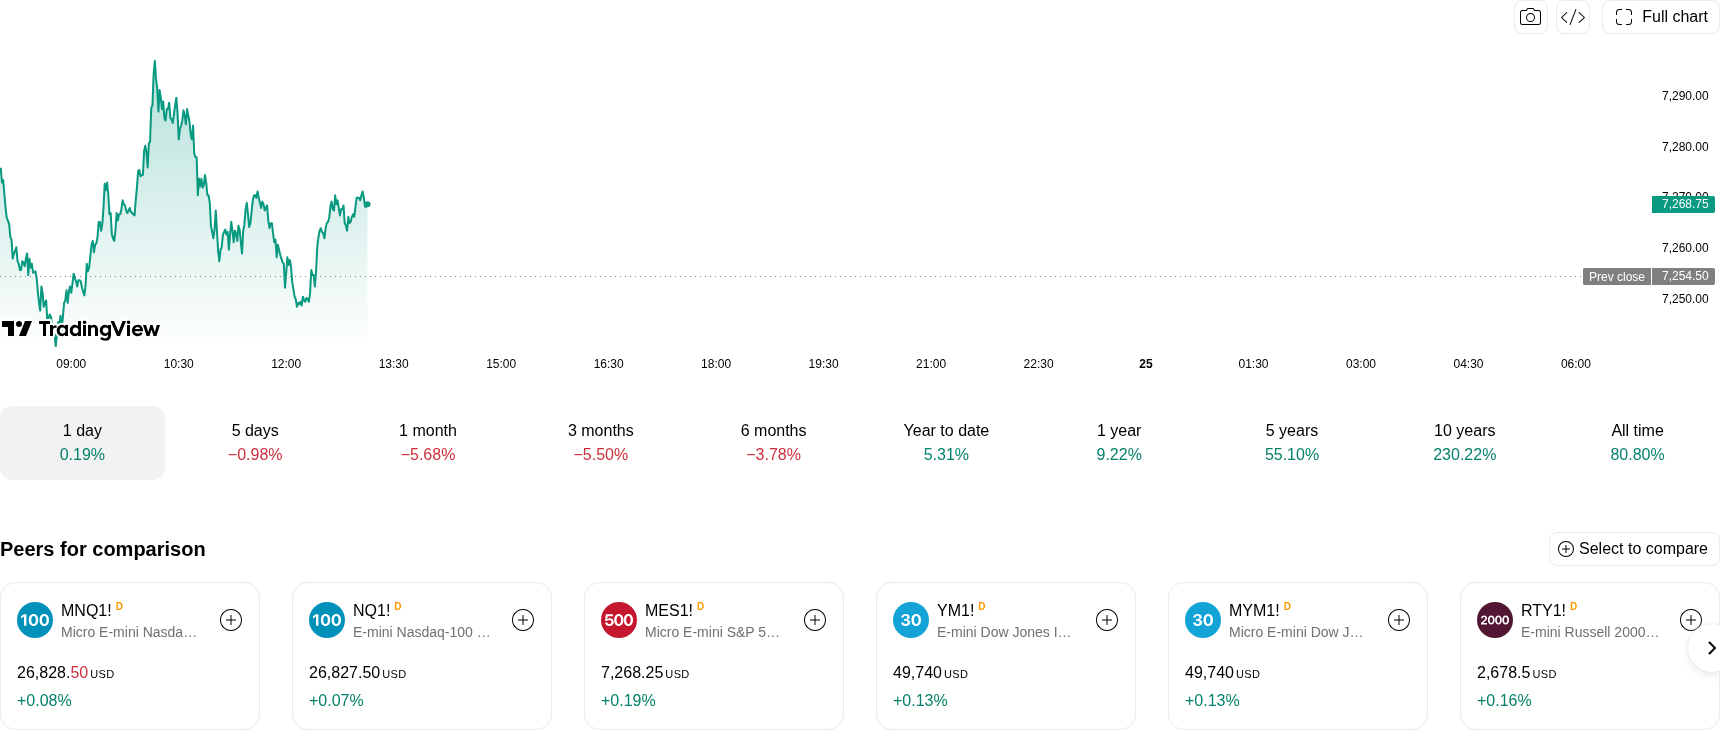 Full chart
7,290.00
7,280.00
7,270.00
7,268.75
7,260.00
Prev close 7,254.50
7,250.00
TradingView
09:00 10:30 12:00 13:30 15:00 16:30 18:00 19:30 21:00 22:30 25 01:30 03:00 04:30 06:00
1 day 5 days 1 month 3 months 6 months Year to date 1 year 5 years 10 years All time
0.19% −0.98% −5.68% −5.50% −3.78% 5.31% 9.22% 55.10% 230.22% 80.80%
Peers for comparison
Select to compare
100 MNQ1! D
Micro E-mini Nasda…
26,828.50 USD
+0.08%
100 NQ1! D
E-mini Nasdaq-100 …
26,827.50 USD
+0.07%
500 MES1! D
Micro E-mini S&P 5…
7,268.25 USD
+0.19%
30 YM1! D
E-mini Dow Jones I…
49,740 USD
+0.13%
30 MYM1! D
Micro E-mini Dow J…
49,740 USD
+0.13%
2000 RTY1! D
E-mini Russell 2000…
2,678.5 USD
+0.16%